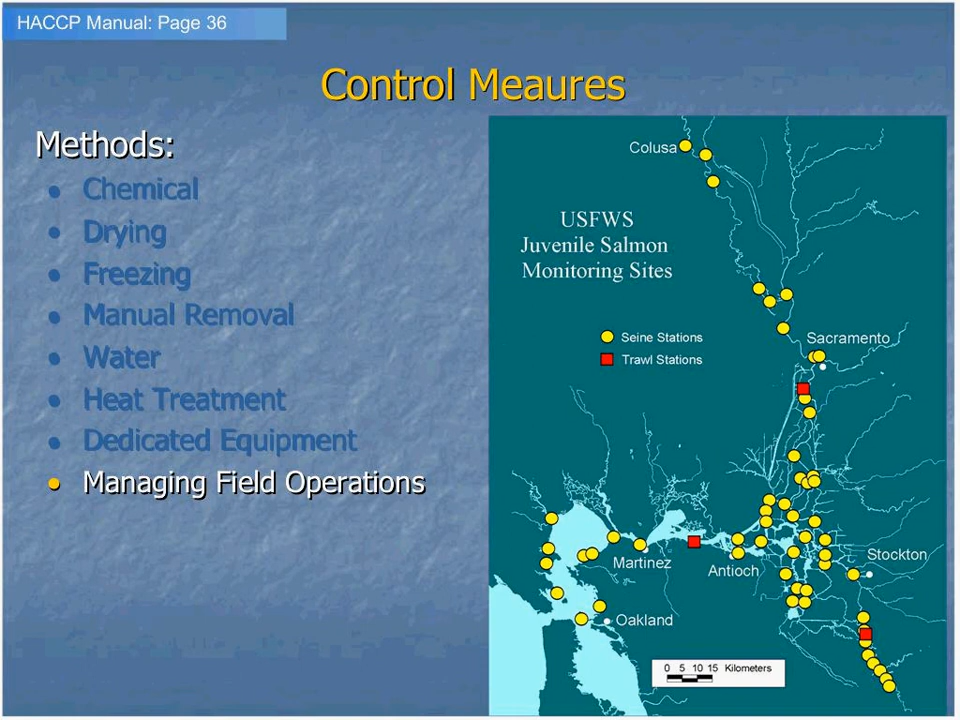 HACCP Manual: Page 36
Control Meaures
Methods:
Chemical
Drying
Freezing
Manual Removal
Water
Heat Treatment
Dedicated Equipment
Managing Field Operations
Colusa
USFWS
Juvenile Salmon
Monitoring Sites
Seine Stations
Trawl Stations
Sacramento
Martinez
Antioch
Stockton
Oakland
0 5 10 15 Kilometers